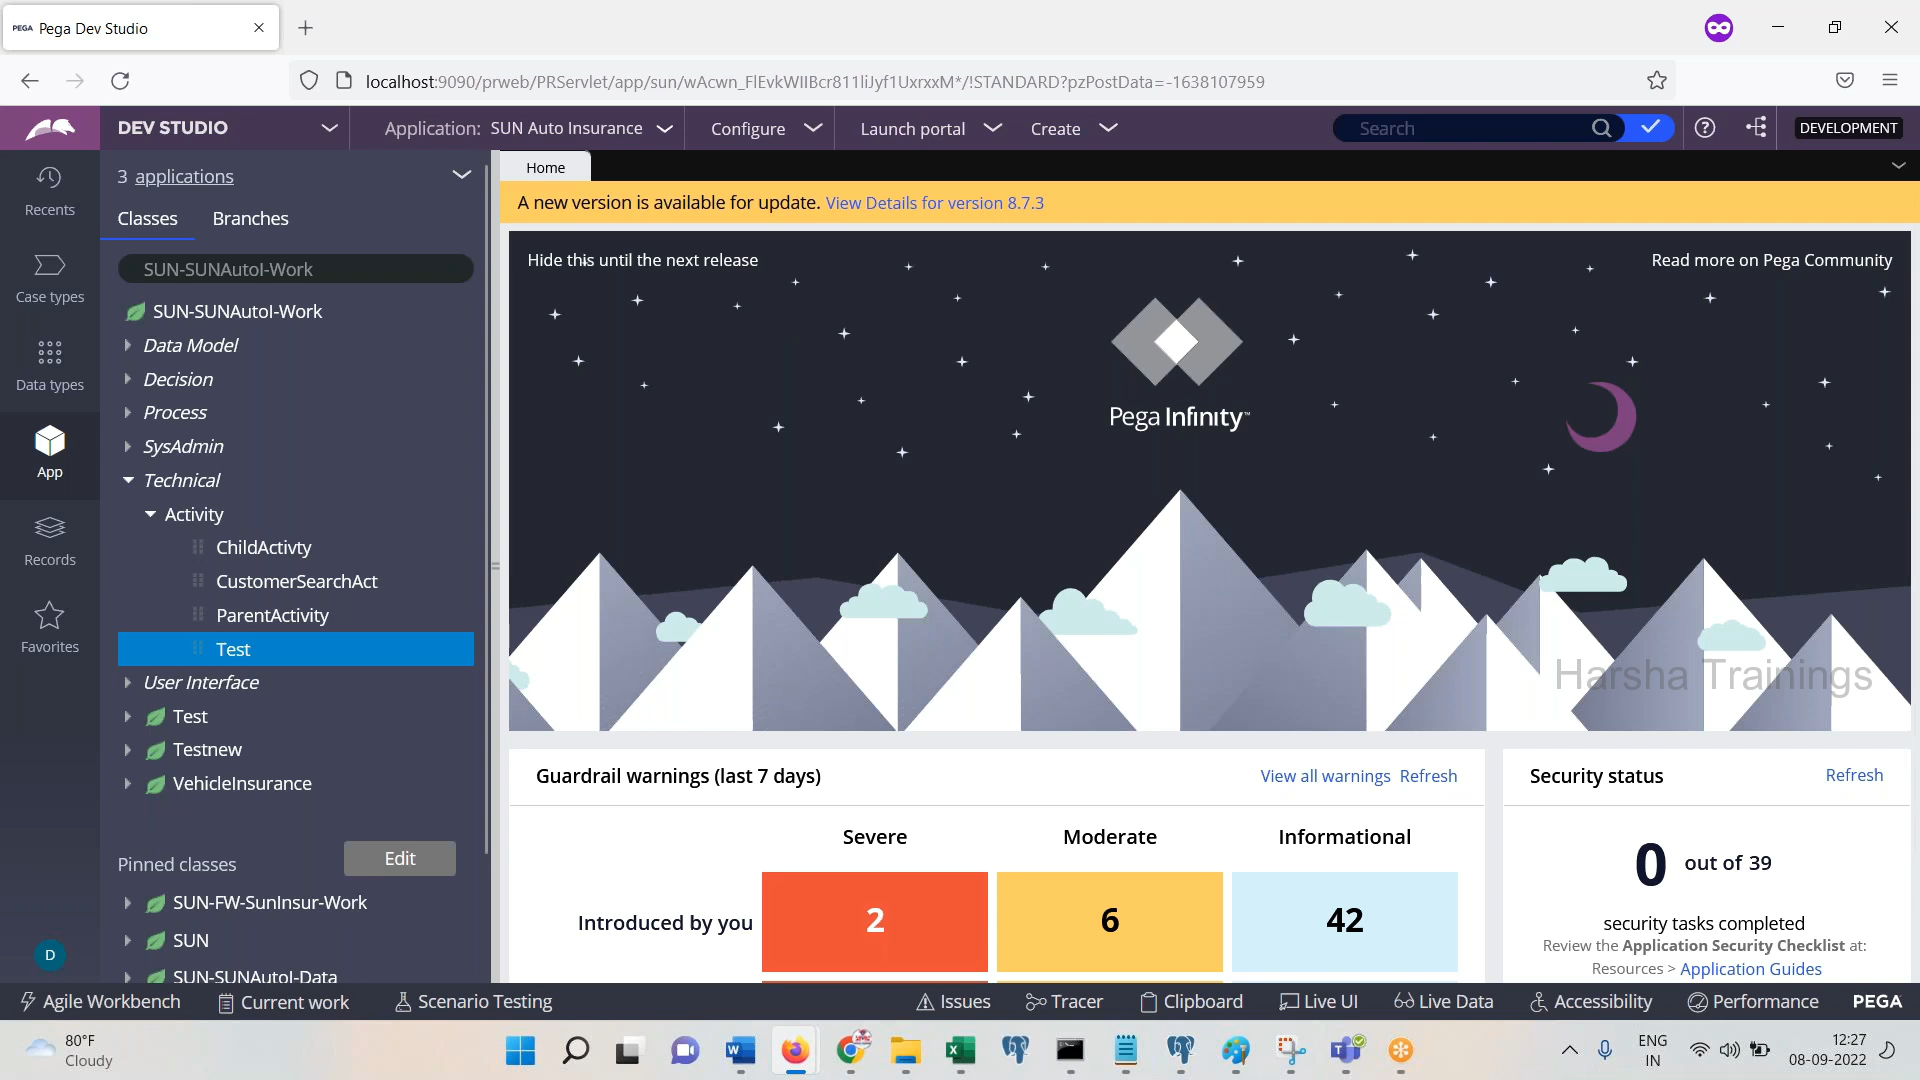 PEGA Pega Dev Studio
localhost:9090/prweb/PRServlet/app/sun/wAcwn_FlEvkWIIBcr811liJyf1UxrxxM*/!STANDARD?pzPostData=-1638107959
DEV STUDIO
Application: SUN Auto Insurance
Configure
Launch portal
Create
Search
DEVELOPMENT
Recents
Case types
Data types
App
Records
Favorites
D
3 applications
Classes
Branches
SUN-SUNAutoI-Work
SUN-SUNAutoI-Work
Data Model
Decision
Process
SysAdmin
Technical
Activity
ChildActivty
CustomerSearchAct
ParentActivity
Test
User Interface
Test
Testnew
VehicleInsurance
Pinned classes
Edit
SUN-FW-SunInsur-Work
SUN
SUN-SUNAutoI-Data
Home
A new version is available for update. View Details for version 8.7.3
Hide this until the next release
Read more on Pega Community
Pega Infinity™
Harsha Trainings
Guardrail warnings (last 7 days)
View all warnings Refresh
Severe
Moderate
Informational
Introduced by you
2
6
42
Security status
Refresh
0 out of 39
security tasks completed
Review the Application Security Checklist at:
Resources > Application Guides
Agile Workbench
Current work
Scenario Testing
Issues
Tracer
Clipboard
Live UI
Live Data
Accessibility
Performance
PEGA
80°F
Cloudy
ENG
IN
12:27
08-09-2022